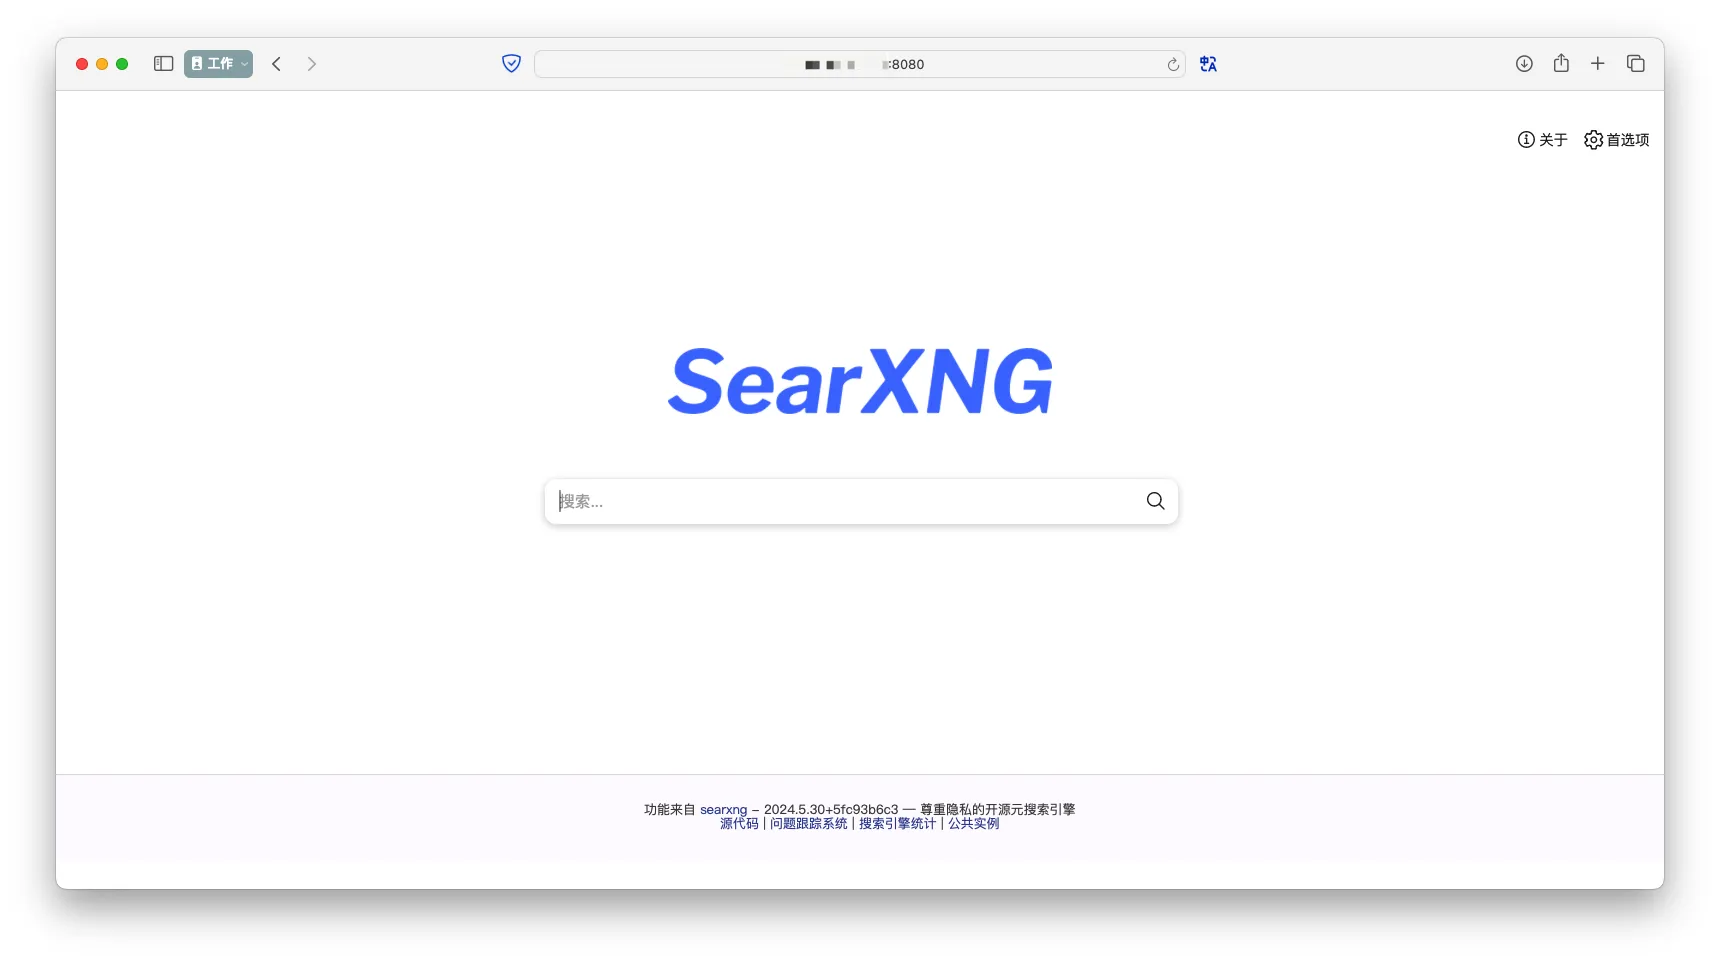 工作
:8080
关于
首选项
SearXNG
搜索...
功能来自 searxng – 2024.5.30+5fc93b6c3 — 尊重隐私的开源元搜索引擎
源代码 | 问题跟踪系统 | 搜索引擎统计 | 公共实例